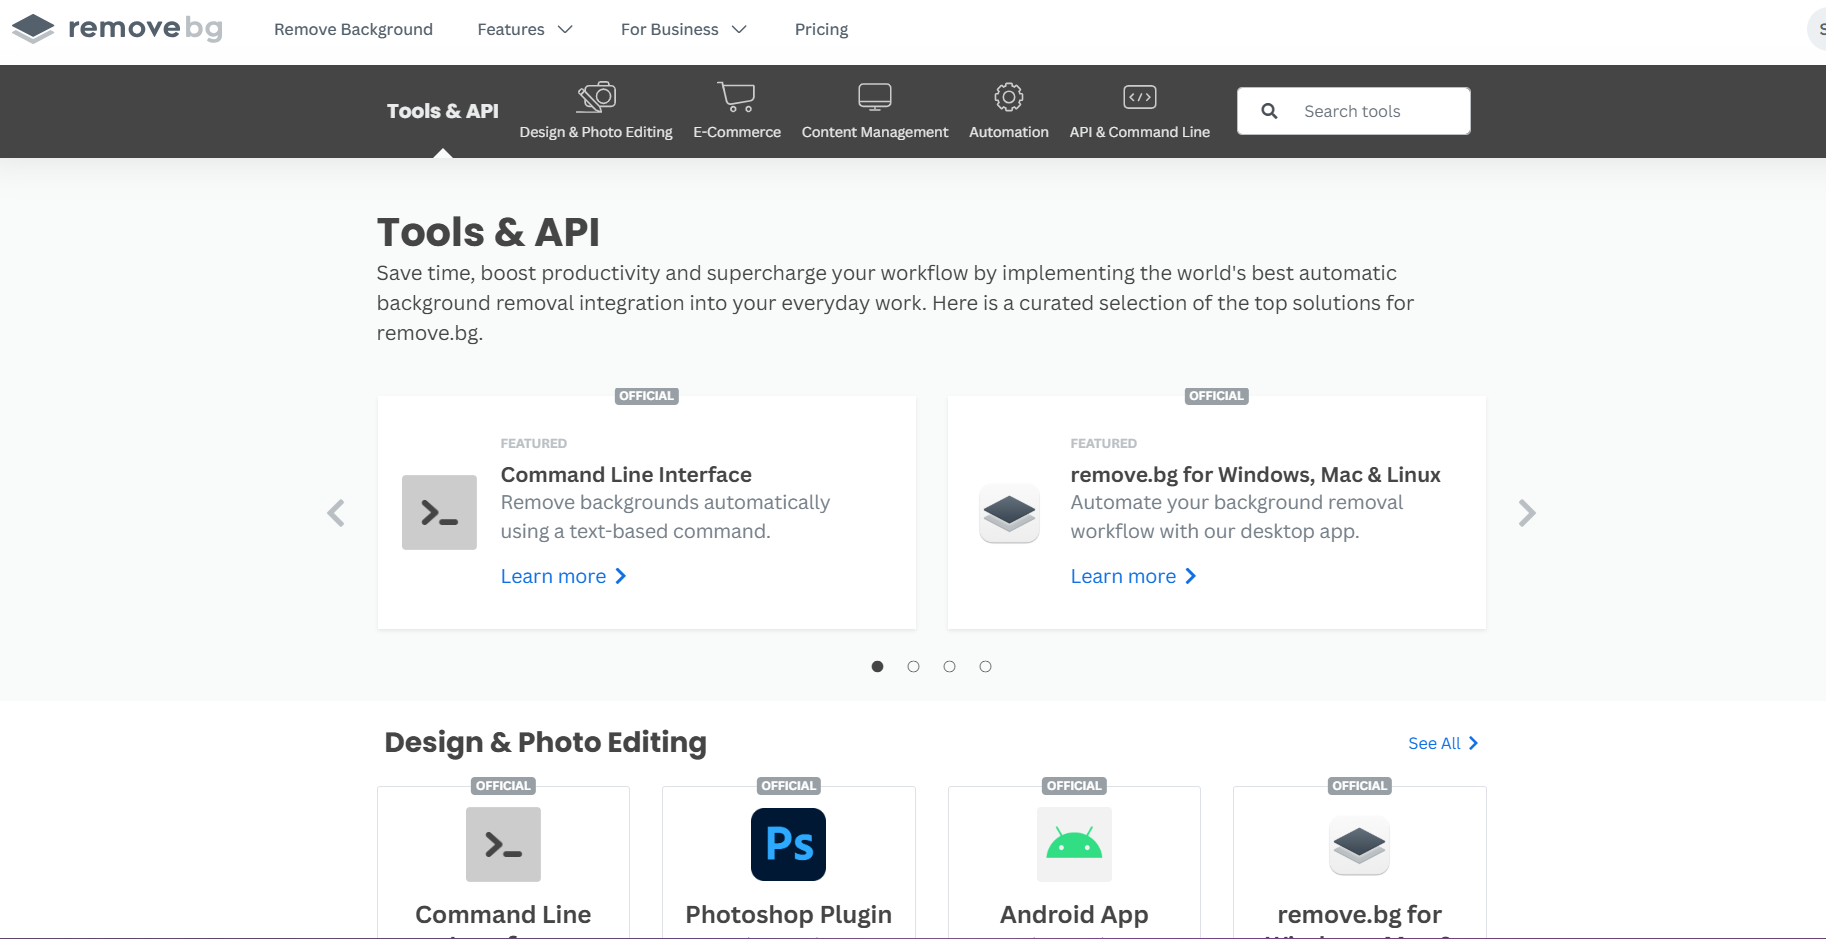 removebg
Remove Background
Features
For Business
Pricing
S
Tools & API
Design & Photo Editing
E-Commerce
Content Management
Automation
API & Command Line
Search tools
Tools & API
Save time, boost productivity and supercharge your workflow by implementing the world's best automatic
background removal integration into your everyday work. Here is a curated selection of the top solutions for
remove.bg.
OFFICIAL
FEATURED
Command Line Interface
Remove backgrounds automatically
using a text-based command.
Learn more
OFFICIAL
FEATURED
remove.bg for Windows, Mac & Linux
Automate your background removal
workflow with our desktop app.
Learn more
Design & Photo Editing
See All
OFFICIAL
Command Line
OFFICIAL
Ps
Photoshop Plugin
OFFICIAL
Android App
OFFICIAL
remove.bg for